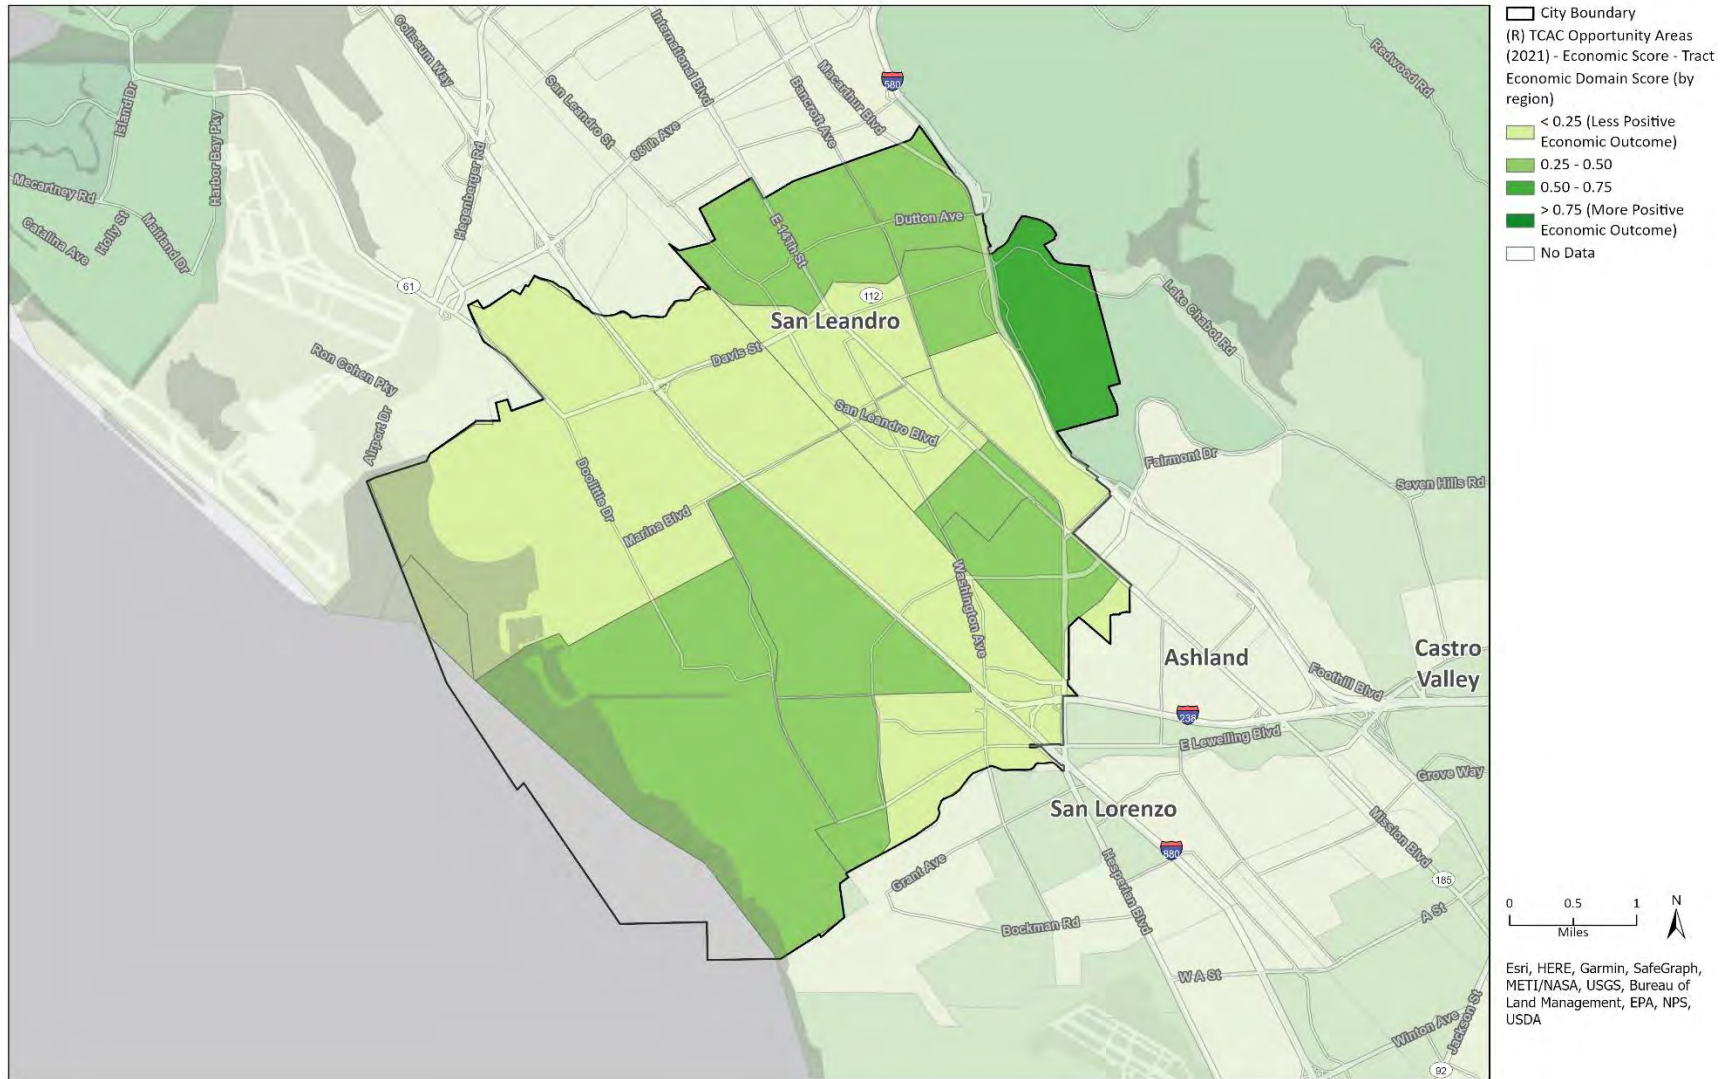 City Boundary
(R) TCAC Opportunity Areas
(2021) - Economic Score - Tract
Economic Domain Score (by
region)
< 0.25 (Less Positive
Economic Outcome)
0.25 - 0.50
0.50 - 0.75
> 0.75 (More Positive
Economic Outcome)
No Data
Coliseum Way
International Blvd
San Leandro St
Bancroft Ave
Macarthur Blvd
580
Redwood Rd
98Th Ave
Island Dr
Harbor Bay Pky
Hegenberger Rd
Mccartney Rd
Holly St
Maitland Dr
Catalina Ave
61
E 14Th St
Dutton Ave
112
San Leandro
Lake Chabot Rd
Davis St
Ron Cohen Pky
Airport Dr
San Leandro Blvd
Fairmont Dr
Seven Hills Rd
Doolittle Dr
Marina Blvd
Washington Ave
Ashland
Castro
Valley
Foothill Blvd
238
E Lewelling Blvd
Grove Way
San Lorenzo
Mission Blvd
880
Grant Ave
Hesperian Blvd
185
A St
Bockman Rd
W A St
Winton Ave
Jackson St
92
0 0.5 1
Miles
N
Esri, HERE, Garmin, SafeGraph,
METI/NASA, USGS, Bureau of
Land Management, EPA, NPS,
USDA